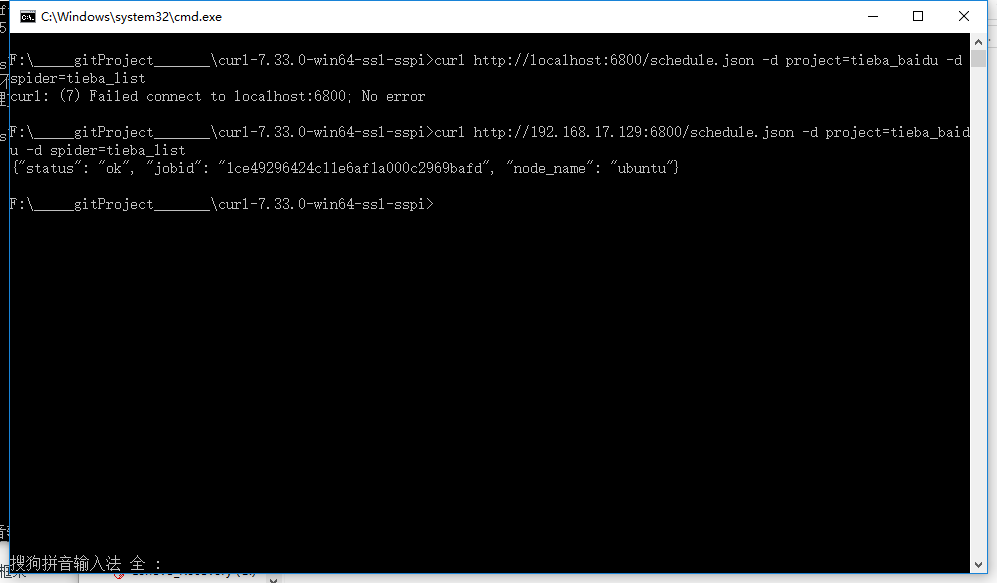 C:\Windows\system32\cmd.exe
F:\_____gitProject_______\curl-7.33.0-win64-ssl-sspi>curl http://localhost:6800/schedule.json -d project=tieba_baidu -d
spider=tieba_list
curl: (7) Failed connect to localhost:6800; No error
F:\_____gitProject_______\curl-7.33.0-win64-ssl-sspi>curl http://192.168.17.129:6800/schedule.json -d project=tieba_baid
u -d spider=tieba_list
{"status": "ok", "jobid": "1ce49296424c11e6af1a000c2969bafd", "node_name": "ubuntu"}
F:\_____gitProject_______\curl-7.33.0-win64-ssl-sspi>
搜狗拼音输入法 全 :